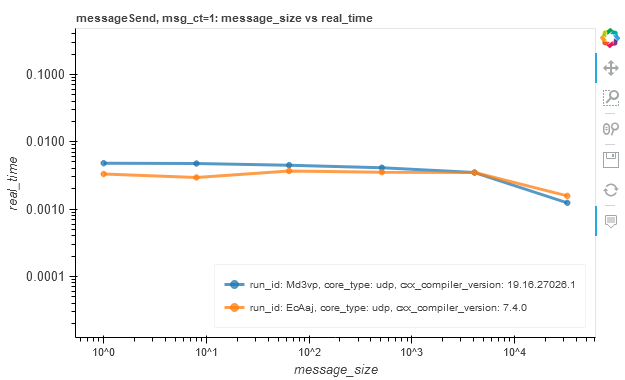 messageSend, msg_ct=1: message_size vs real_time
0.1000
0.0100
0.0010
0.0001
real_time
run_id: Md3vp, core_type: udp, cxx_compiler_version: 19.16.27026.1
run_id: EcAaj, core_type: udp, cxx_compiler_version: 7.4.0
10^0
10^1
10^2
10^3
10^4
message_size